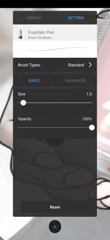 LIBRARY SETTING
Fountain Pen
Brush Types Standard
BASIC ADVANCED
Size 1.0
Opacity 100%
Reset